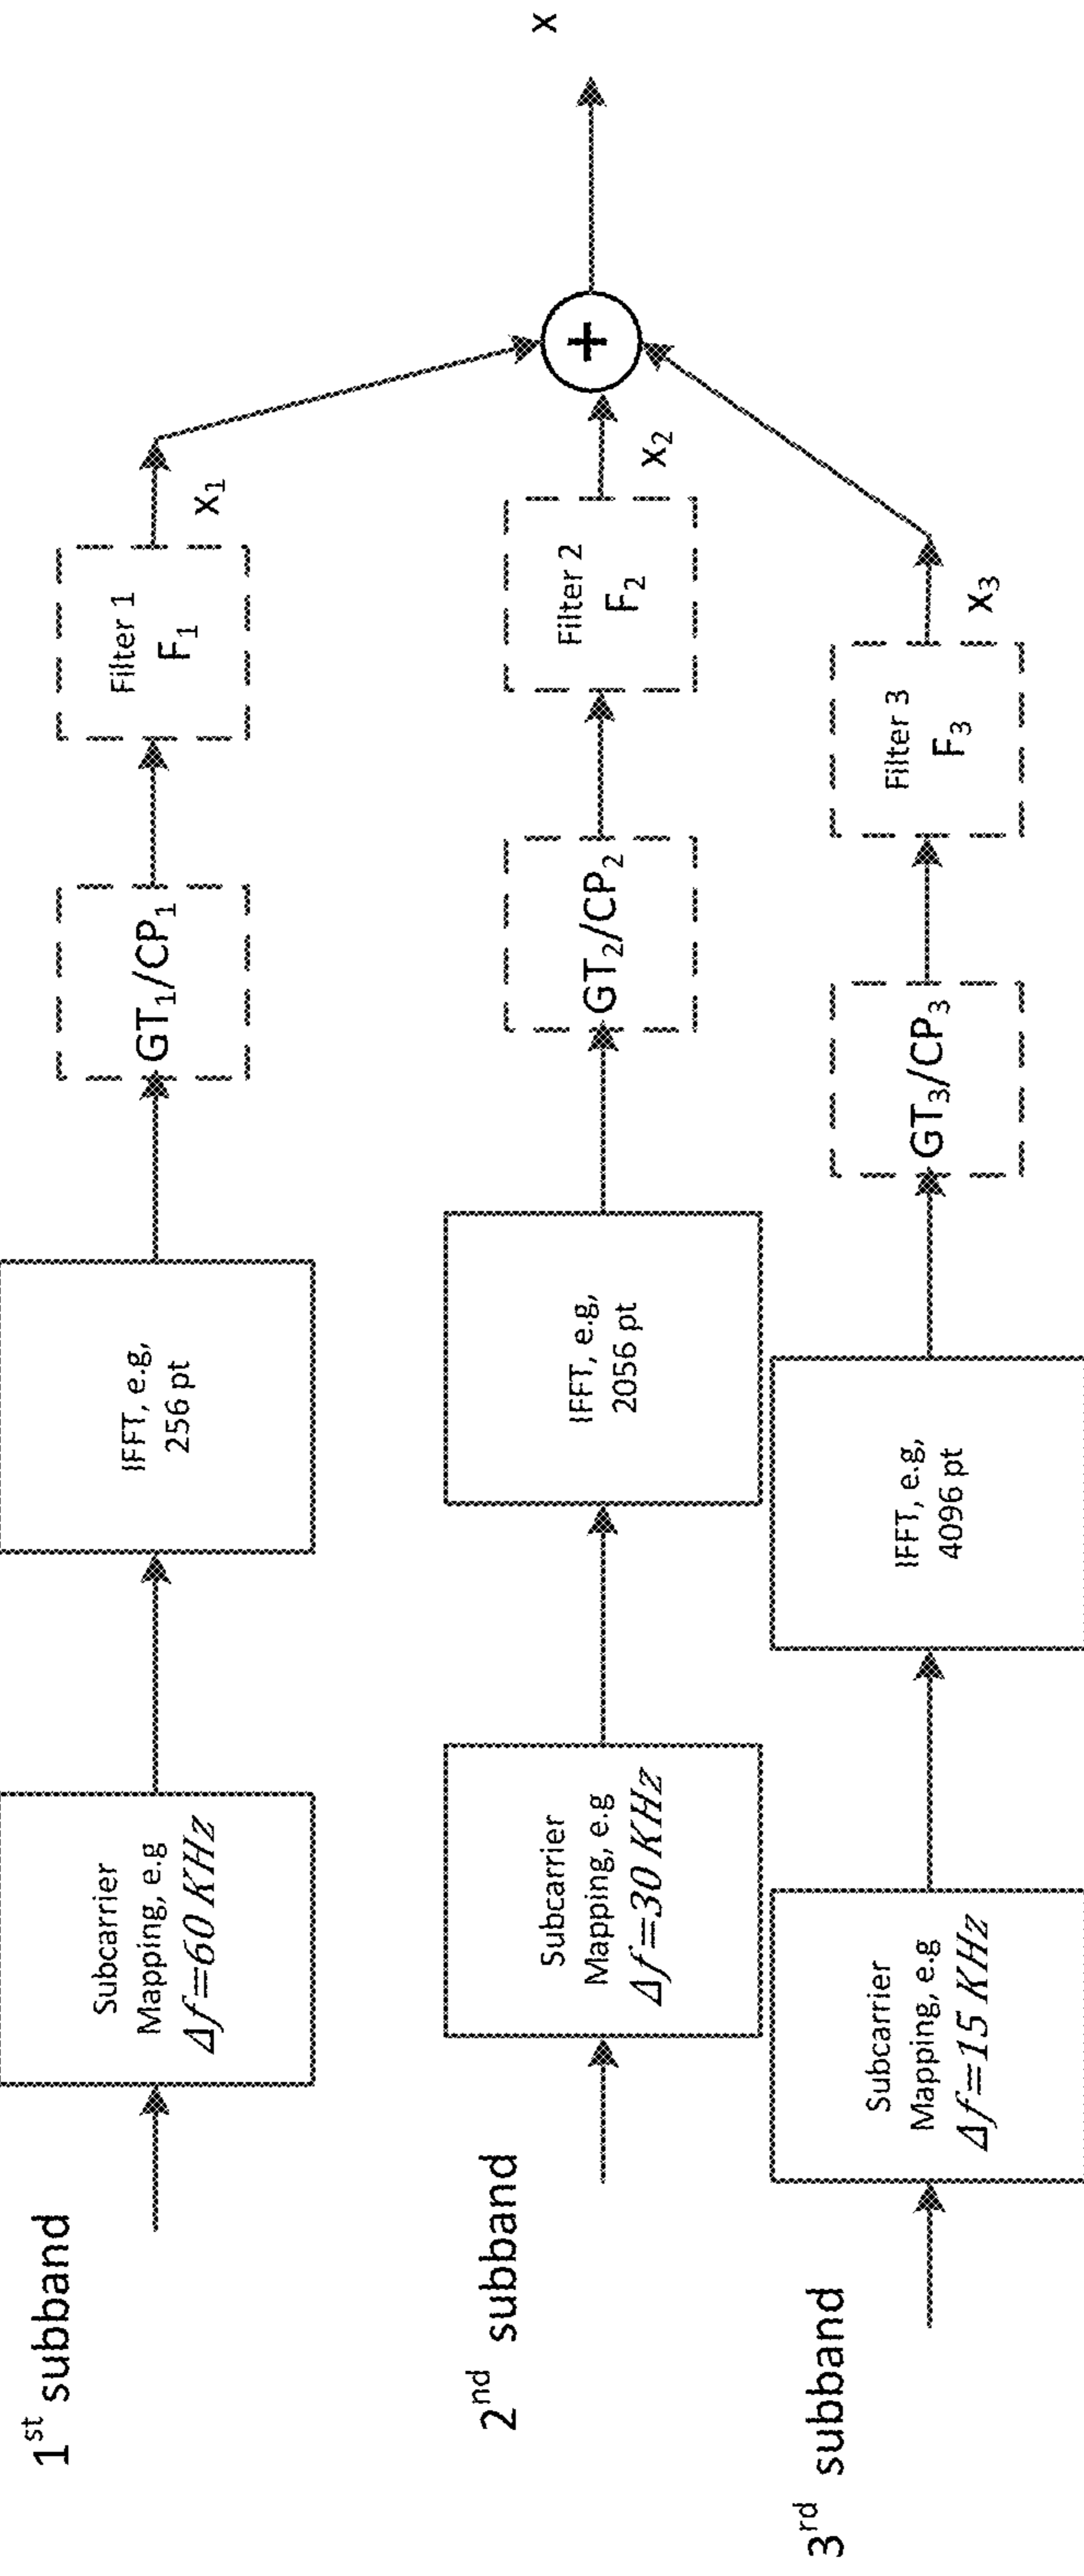 1st subband
Subcarrier
Mapping, e.g
Δf=60 KHz
IFFT, e.g,
256 pt
GT1/CP1
Filter 1
F1
x1
2nd subband
Subcarrier
Mapping, e.g
Δf=30 KHz
IFFT, e.g,
2056 pt
GT2/CP2
Filter 2
F2
x2
3rd subband
Subcarrier
Mapping, e.g
Δf=15 KHz
IFFT, e.g,
4096 pt
GT3/CP3
Filter 3
F3
x3
+
x